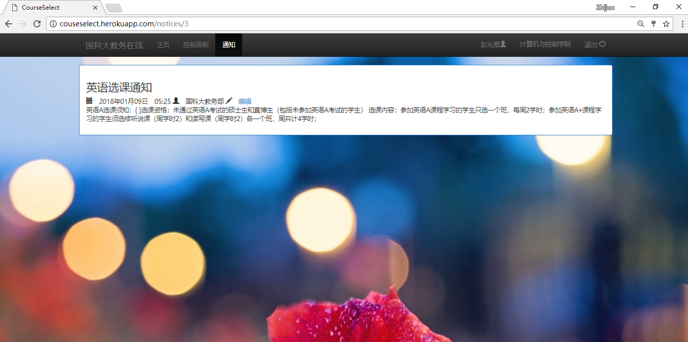 CourseSelect
Zhijun
couseselect.herokuapp.com/notices/3
国科大教务在线 主页 控制面板 通知 计算机与控制学院 退出
英语选课通知
2018年01月09日 05:25 国科大教务部 编辑
英语A选课须知：( )选课资格：未通过英语A考试的硕士生和直博生（包括未参加英语A考试的学生） 选课内容：参加英语A课程学习的学生只选一个班，每周2学时；参加英语A+课程学
习的学生须选修听说课（周学时2）和读写课（周学时2）各一个班，周共计4学时；